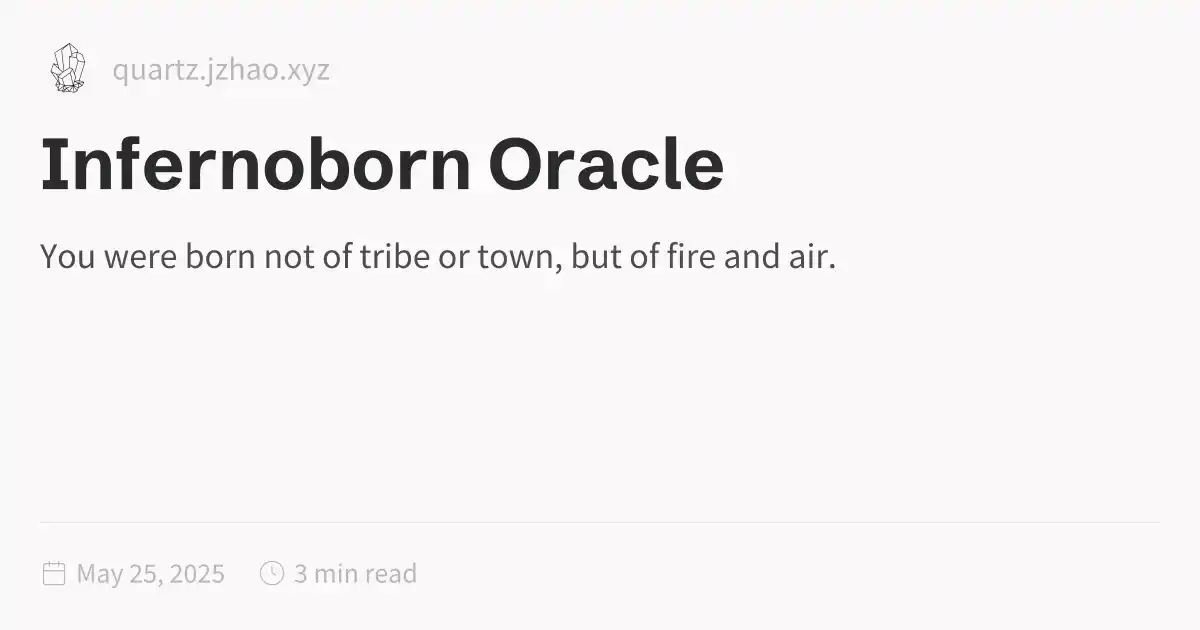 quartz.jzhao.xyz
Infernoborn Oracle
You were born not of tribe or town, but of fire and air.
May 25, 2025 3 min read